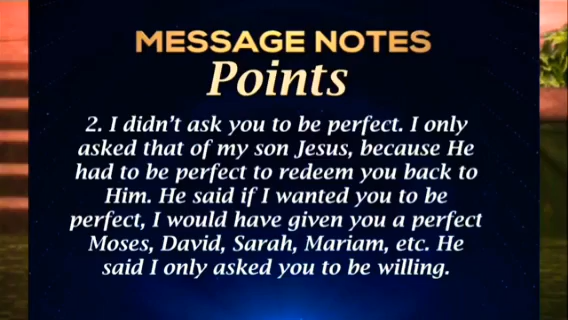 MESSAGE NOTES
Points
2. I didn't ask you to be perfect. I only
asked that of my son Jesus, because He
had to be perfect to redeem you back to
Him. He said if I wanted you to be
perfect, I would have given you a perfect
Moses, David, Sarah, Mariam, etc. He
said I only asked you to be willing.